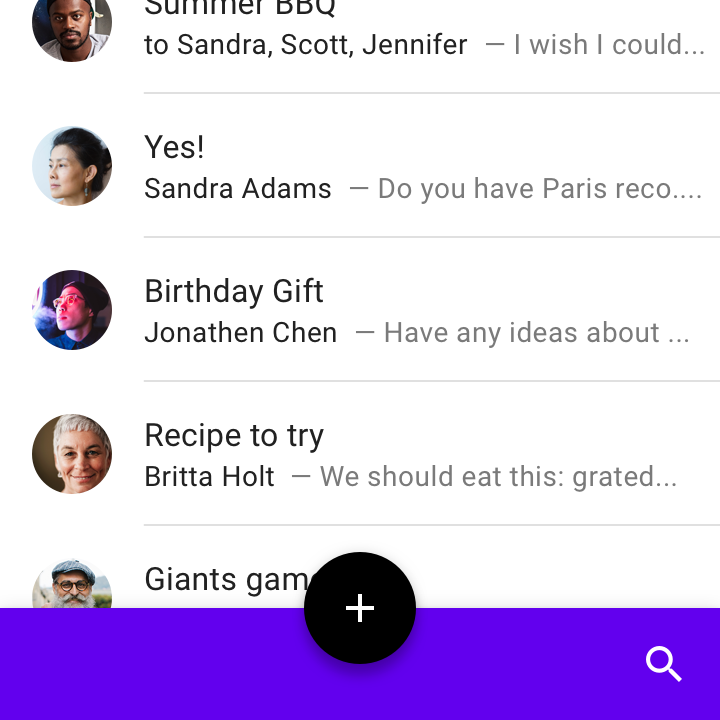 Summer BBQ
to Sandra, Scott, Jennifer — I wish I could...
Yes!
Sandra Adams — Do you have Paris reco....
Birthday Gift
Jonathen Chen — Have any ideas about ...
Recipe to try
Britta Holt — We should eat this: grated...
Giants gam